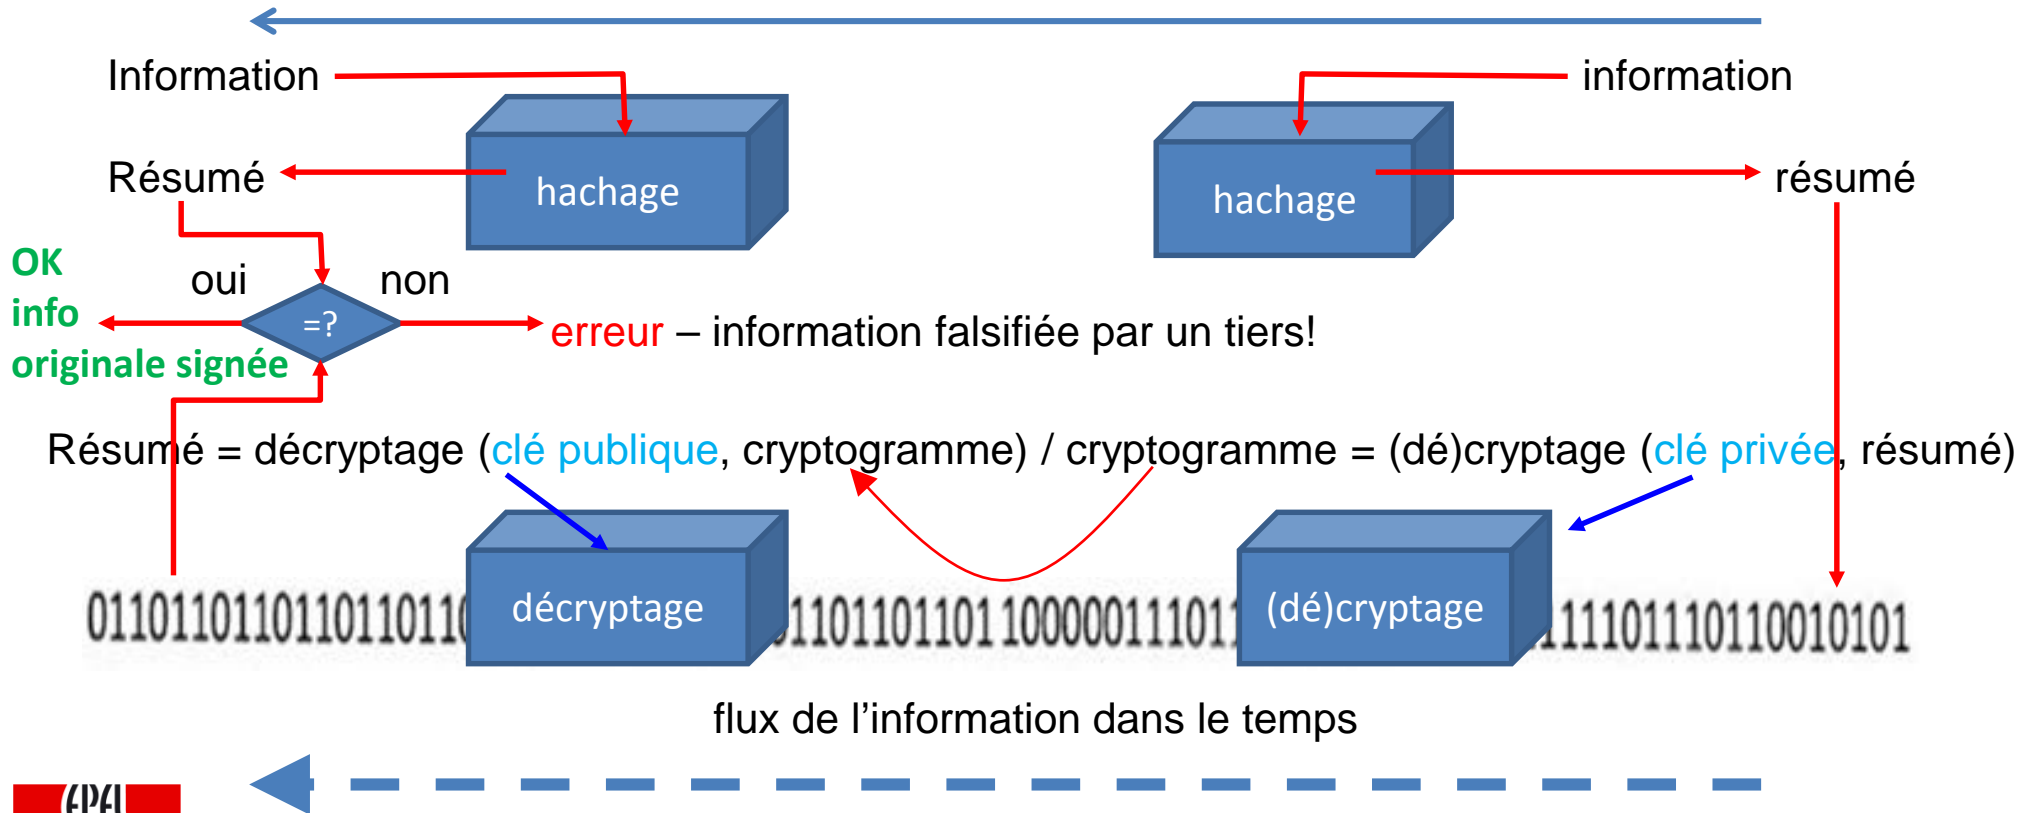 Information
information
hachage
hachage
Résumé
résumé
OK
info
originale signée
oui
non
=?
erreur – information falsifiée par un tiers!
Résumé = décryptage (clé publique, cryptogramme) / cryptogramme = (dé)cryptage (clé privée, résumé)
décryptage
(dé)cryptage
flux de l’information dans le temps